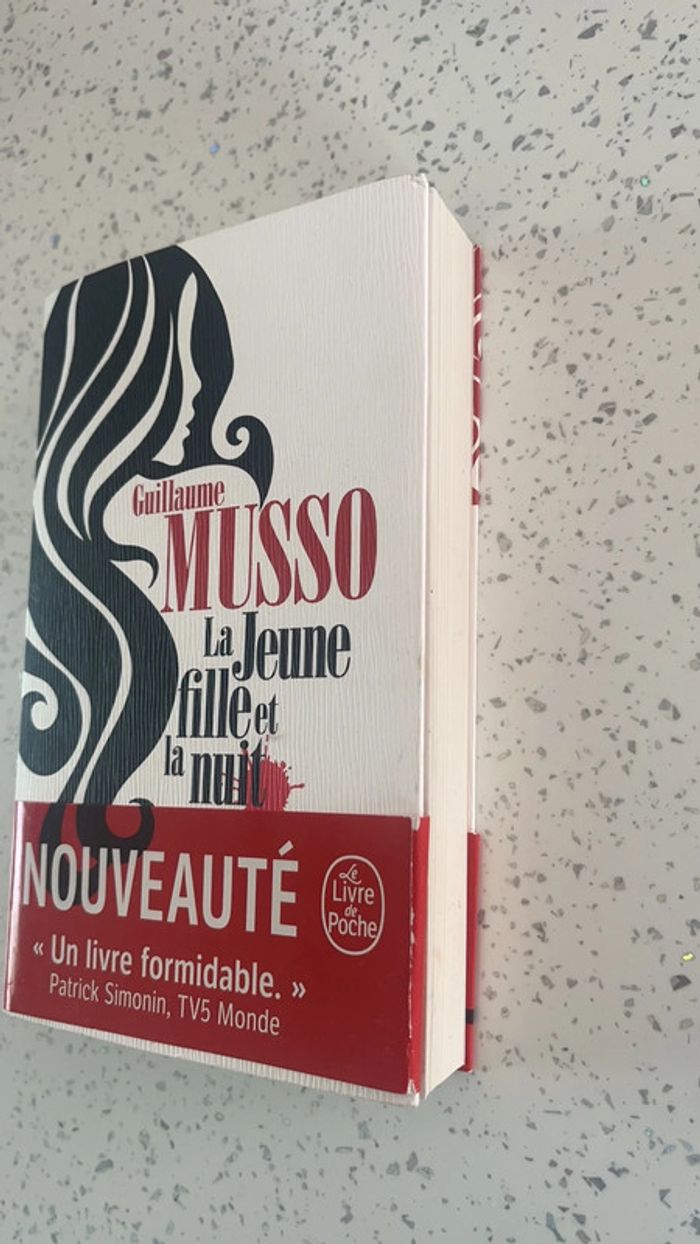 Guillaume
MUSSO
La Jeune
fille et
la nuit
NOUVEAUTÉ
Le
Livre
de
Poche
« Un livre formidable. »
Patrick Simonin, TV5 Monde